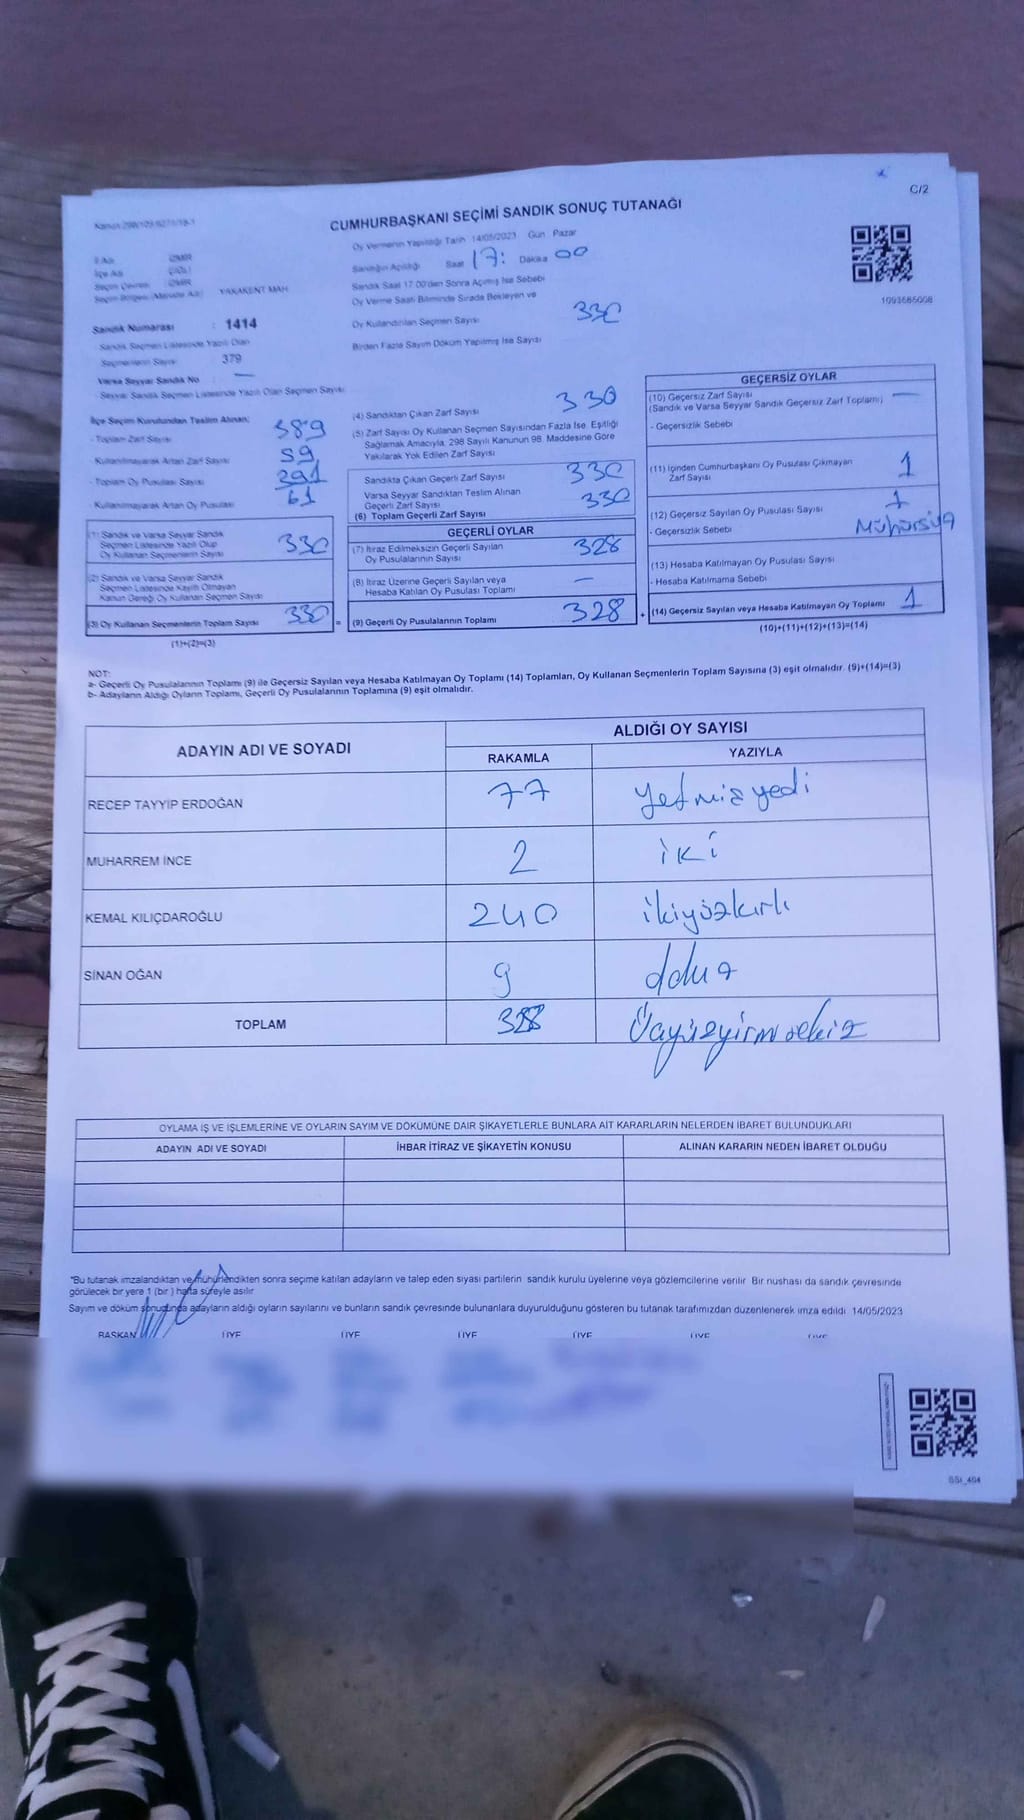 C/2
CUMHURBAŞKANI SEÇİMİ SANDIK SONUÇ TUTANAĞI
Oy Vermenin Yapıldığı Tarih 14/05/2023 Gün Pazar
İl Adı İZMİR
İlçe Adı
Seçim Çevresi İZMİR
YAKAKENT MAH
Sandığın Açıldığı Saat 17: Dakika 00
Sandık Saat 17:00'den Sonra Açılmış İse Sebebi
Oy Verme Saati Bitiminde Sırada Bekleyen ve
Oy Kullandırılan Seçmen Sayısı 330
Birden Fazla Sayım Döküm Yapılmış İse Sayısı
1093585008
Sandık Numarası : 1414
Sandık Seçmen Listesinde Yazılı Olan
Seçmenlerin Sayısı 379
Varsa Seyyar Sandık No —
Seyyar Sandık Seçmen Listesinde Yazılı Olan Seçmen Sayısı
İlçe Seçim Kurulundan Teslim Alınan;
- Toplam Zarf Sayısı 389
- Kullanılmayarak Artan Zarf Sayısı 59
- Toplam Oy Pusulası Sayısı 391
- Kullanılmayarak Artan Oy Pusulası 61
(1) Sandık ve Varsa Seyyar Sandık
Seçmen Listesinde Yazılı Olup
Oy Kullanan Seçmenlerin Sayısı 330
(2) Sandık ve Varsa Seyyar Sandık
Seçmen Listesinde Kayıtlı Olmayan
Kanun Gereği Oy Kullanan Seçmen Sayısı
(3) Oy Kullanan Seçmenlerin Toplam Sayısı 330 =
(1)+(2)=(3)
(4) Sandıktan Çıkan Zarf Sayısı 330
(5) Zarf Sayısı Oy Kullanan Seçmen Sayısından Fazla İse, Eşitliği
Sağlamak Amacıyla, 298 Sayılı Kanunun 98. Maddesine Göre
Yakılarak Yok Edilen Zarf Sayısı
Sandıkta Çıkan Geçerli Zarf Sayısı 330
Varsa Seyyar Sandıktan Teslim Alınan
Geçerli Zarf Sayısı 330
(6) Toplam Geçerli Zarf Sayısı
GEÇERLİ OYLAR
(7) İtiraz Edilmeksizin Geçerli Sayılan
Oy Pusulalarının Sayısı 328
(8) İtiraz Üzerine Geçerli Sayılan veya
Hesaba Katılan Oy Pusulası Toplamı —
(9) Geçerli Oy Pusulalarının Toplamı 328 +
GEÇERSİZ OYLAR
(10) Geçersiz Zarf Sayısı —
(Sandık ve Varsa Seyyar Sandık Geçersiz Zarf Toplamı)
- Geçersizlik Sebebi
(11) İçinden Cumhurbaşkanı Oy Pusulası Çıkmayan
Zarf Sayısı 1
(12) Geçersiz Sayılan Oy Pusulası Sayısı 1
- Geçersizlik Sebebi
(13) Hesaba Katılmayan Oy Pusulası Sayısı
- Hesaba Katılmama Sebebi
(14) Geçersiz Sayılan veya Hesaba Katılmayan Oy Toplamı 1
(10)+(11)+(12)+(13)=(14)
NOT:
a- Geçerli Oy Pusulalarının Toplamı (9) ile Geçersiz Sayılan veya Hesaba Katılmayan Oy Toplamı (14) Toplamları, Oy Kullanan Seçmenlerin Toplam Sayısına (3) eşit olmalıdır. (9)+(14)=(3)
b- Adayların Aldığı Oyların Toplamı, Geçerli Oy Pusulalarının Toplamına (9) eşit olmalıdır.
ADAYIN ADI VE SOYADI
ALDIĞI OY SAYISI
RAKAMLA YAZIYLA
RECEP TAYYİP ERDOĞAN 77 Yetmişyedi
MUHARREM İNCE 2 iki
KEMAL KILIÇDAROĞLU 240 ikiyüzkırk
SİNAN OĞAN 9 dokuz
TOPLAM 328 Üçyüzyirmisekiz
OYLAMA İŞ VE İŞLEMLERİNE VE OYLARIN SAYIM VE DÖKÜMÜNE DAİR ŞİKAYETLERLE BUNLARA AİT KARARLARIN NELERDEN İBARET BULUNDUKLARI
ADAYIN ADI VE SOYADI İHBAR İTİRAZ VE ŞİKAYETİN KONUSU ALINAN KARARIN NEDEN İBARET OLDUĞU
*Bu tutanak imzalandıktan ve mühürlendikten sonra seçime katılan adayların ve talep eden siyasi partilerin sandık kurulu üyelerine veya gözlemcilerine verilir. Bir nushası da sandık çevresinde
görülecek bir yere 1 (bir) hafta süreyle asılır.
Sayım ve döküm sonucunda adayların aldığı oyların sayılarını ve bunların sandık çevresinde bulunanlara duyurulduğunu gösteren bu tutanak tarafımızdan düzenlenerek imza edildi. 14/05/2023
BAŞKAN ÜYE ÜYE ÜYE ÜYE ÜYE ÜYE